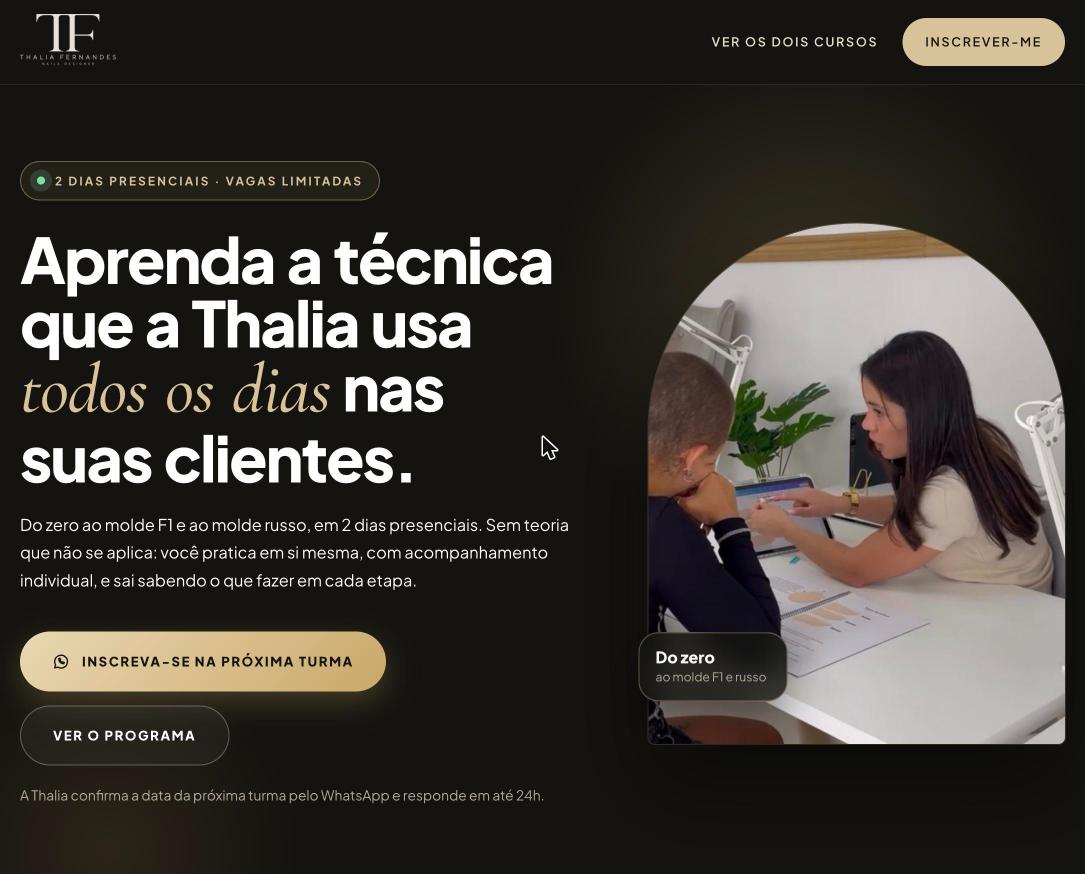 TF
THALIA FERNANDES
NAILS DESIGNER
VER OS DOIS CURSOS
INSCREVER-ME
2 DIAS PRESENCIAIS · VAGAS LIMITADAS
Aprenda a técnica
que a Thalia usa
todos os dias nas
suas clientes.
Do zero ao molde F1 e ao molde russo, em 2 dias presenciais. Sem teoria
que não se aplica: você pratica em si mesma, com acompanhamento
individual, e sai sabendo o que fazer em cada etapa.
INSCREVA-SE NA PRÓXIMA TURMA
VER O PROGRAMA
A Thalia confirma a data da próxima turma pelo WhatsApp e responde em até 24h.
Do zero
ao molde F1 e russo